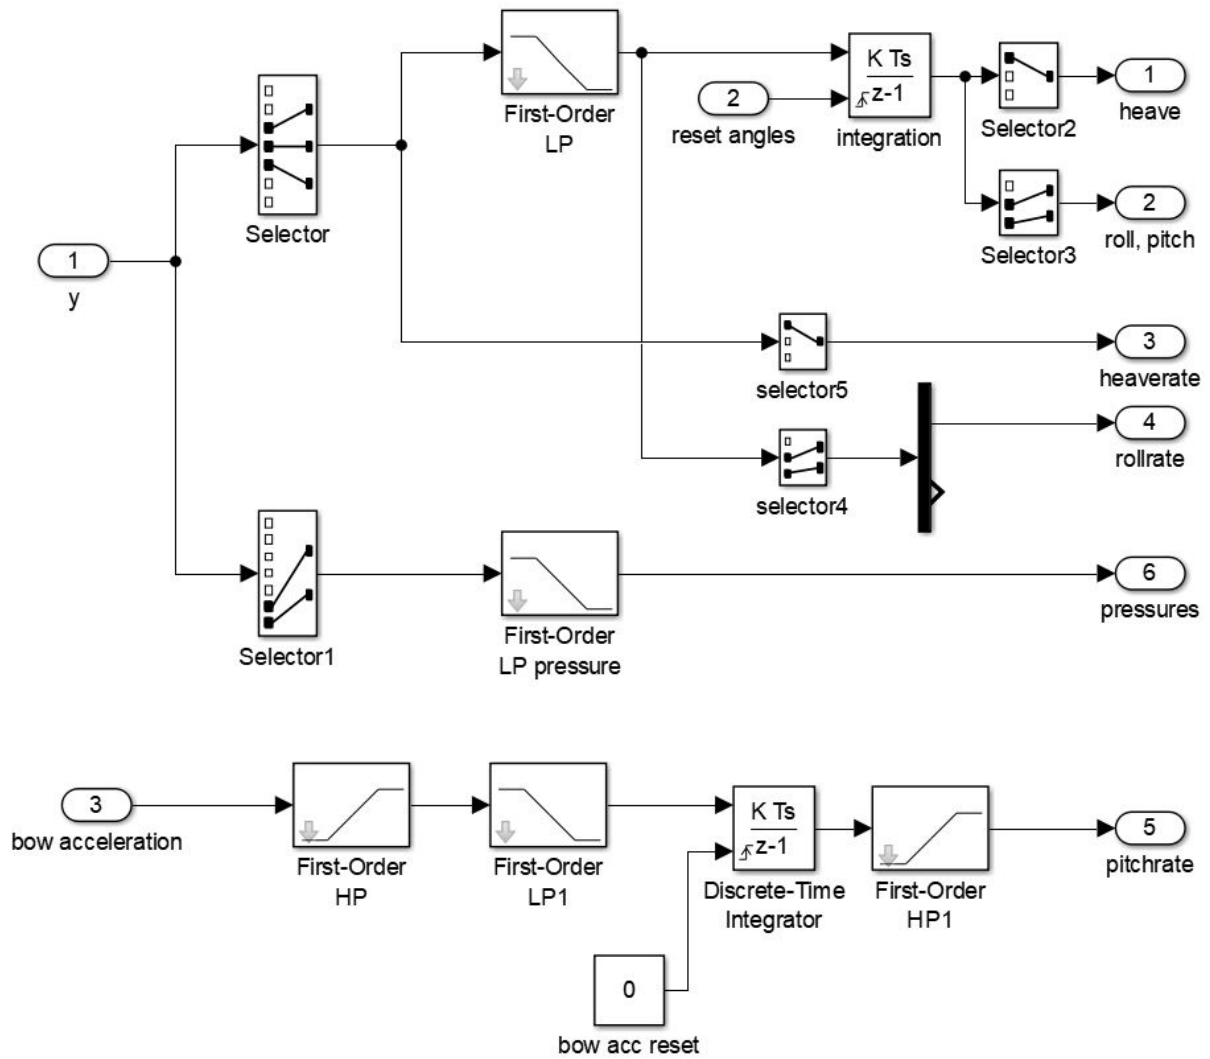 First-Order
LP
2
reset angles
K Ts
z-1
integration
Selector2
1
heave
Selector
1
y
Selector3
2
roll, pitch
selector5
3
heaverate
selector4
4
rollrate
Selector1
First-Order
LP pressure
6
pressures
3
bow acceleration
First-Order
HP
First-Order
LP1
K Ts
z-1
Discrete-Time
Integrator
First-Order
HP1
5
pitchrate
0
bow acc reset